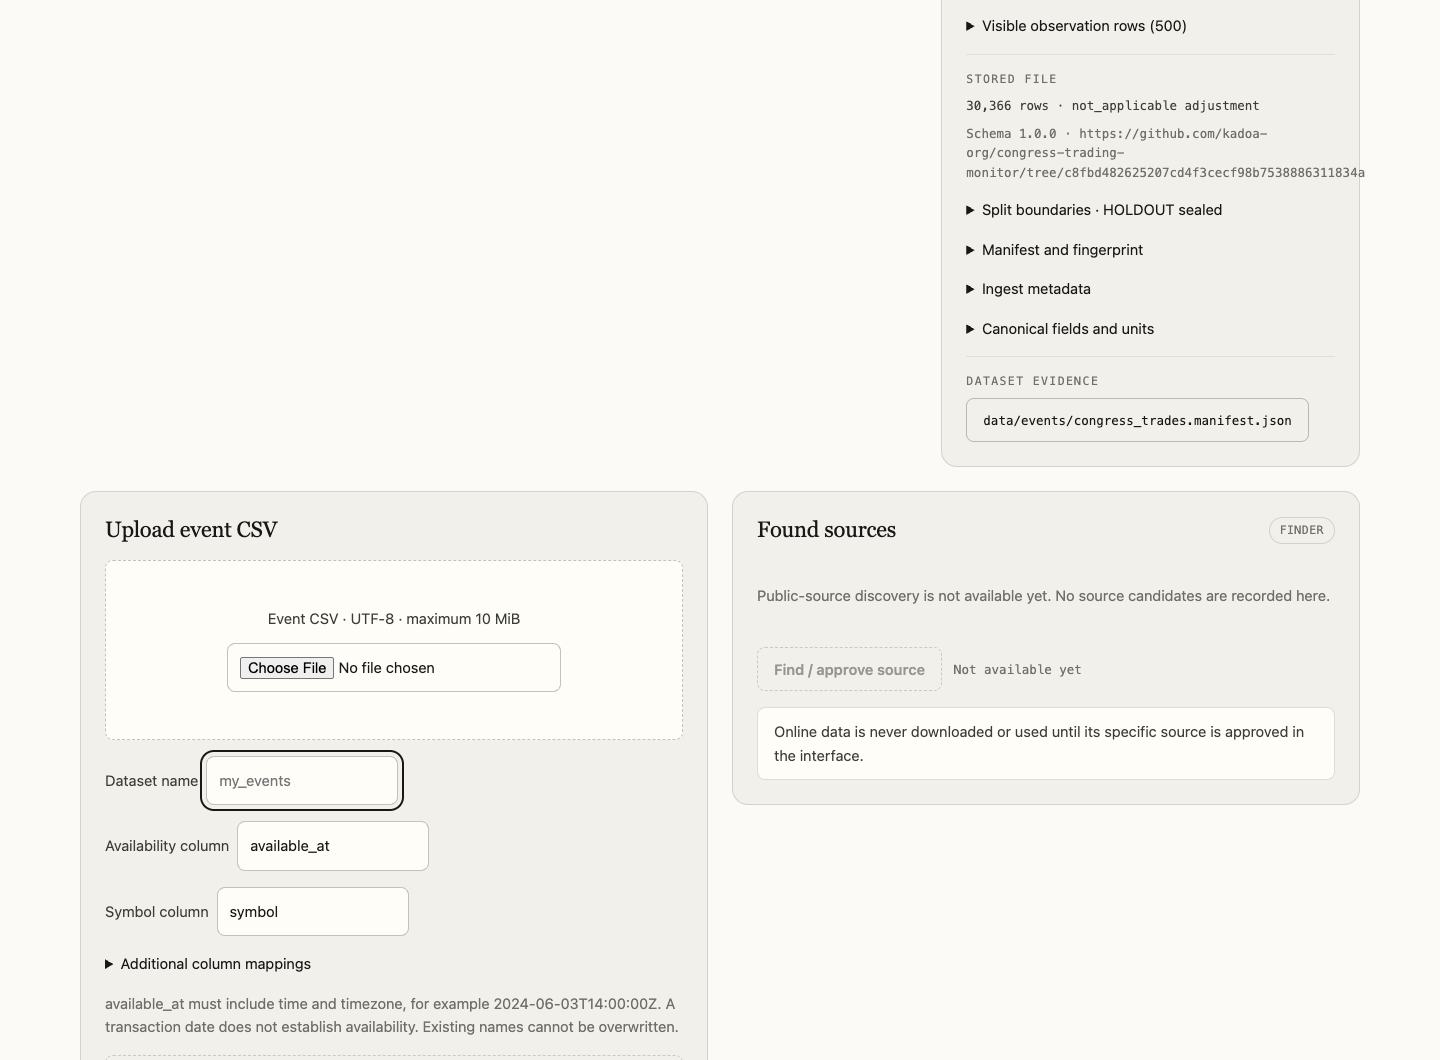 ▶ Visible observation rows (500)
STORED FILE
30,366 rows · not_applicable adjustment
Schema 1.0.0 · https://github.com/kadoa-
org/congress-trading-
monitor/tree/c8fbd482625207cd4f3cecf98b7538886311834a
▶ Split boundaries · HOLDOUT sealed
▶ Manifest and fingerprint
▶ Ingest metadata
▶ Canonical fields and units
DATASET EVIDENCE
data/events/congress_trades.manifest.json
Upload event CSV
Event CSV · UTF-8 · maximum 10 MiB
Choose File No file chosen
Dataset name my_events
Availability column available_at
Symbol column symbol
▶ Additional column mappings
available_at must include time and timezone, for example 2024-06-03T14:00:00Z. A
transaction date does not establish availability. Existing names cannot be overwritten.
Found sources
FINDER
Public-source discovery is not available yet. No source candidates are recorded here.
Find / approve source Not available yet
Online data is never downloaded or used until its specific source is approved in
the interface.